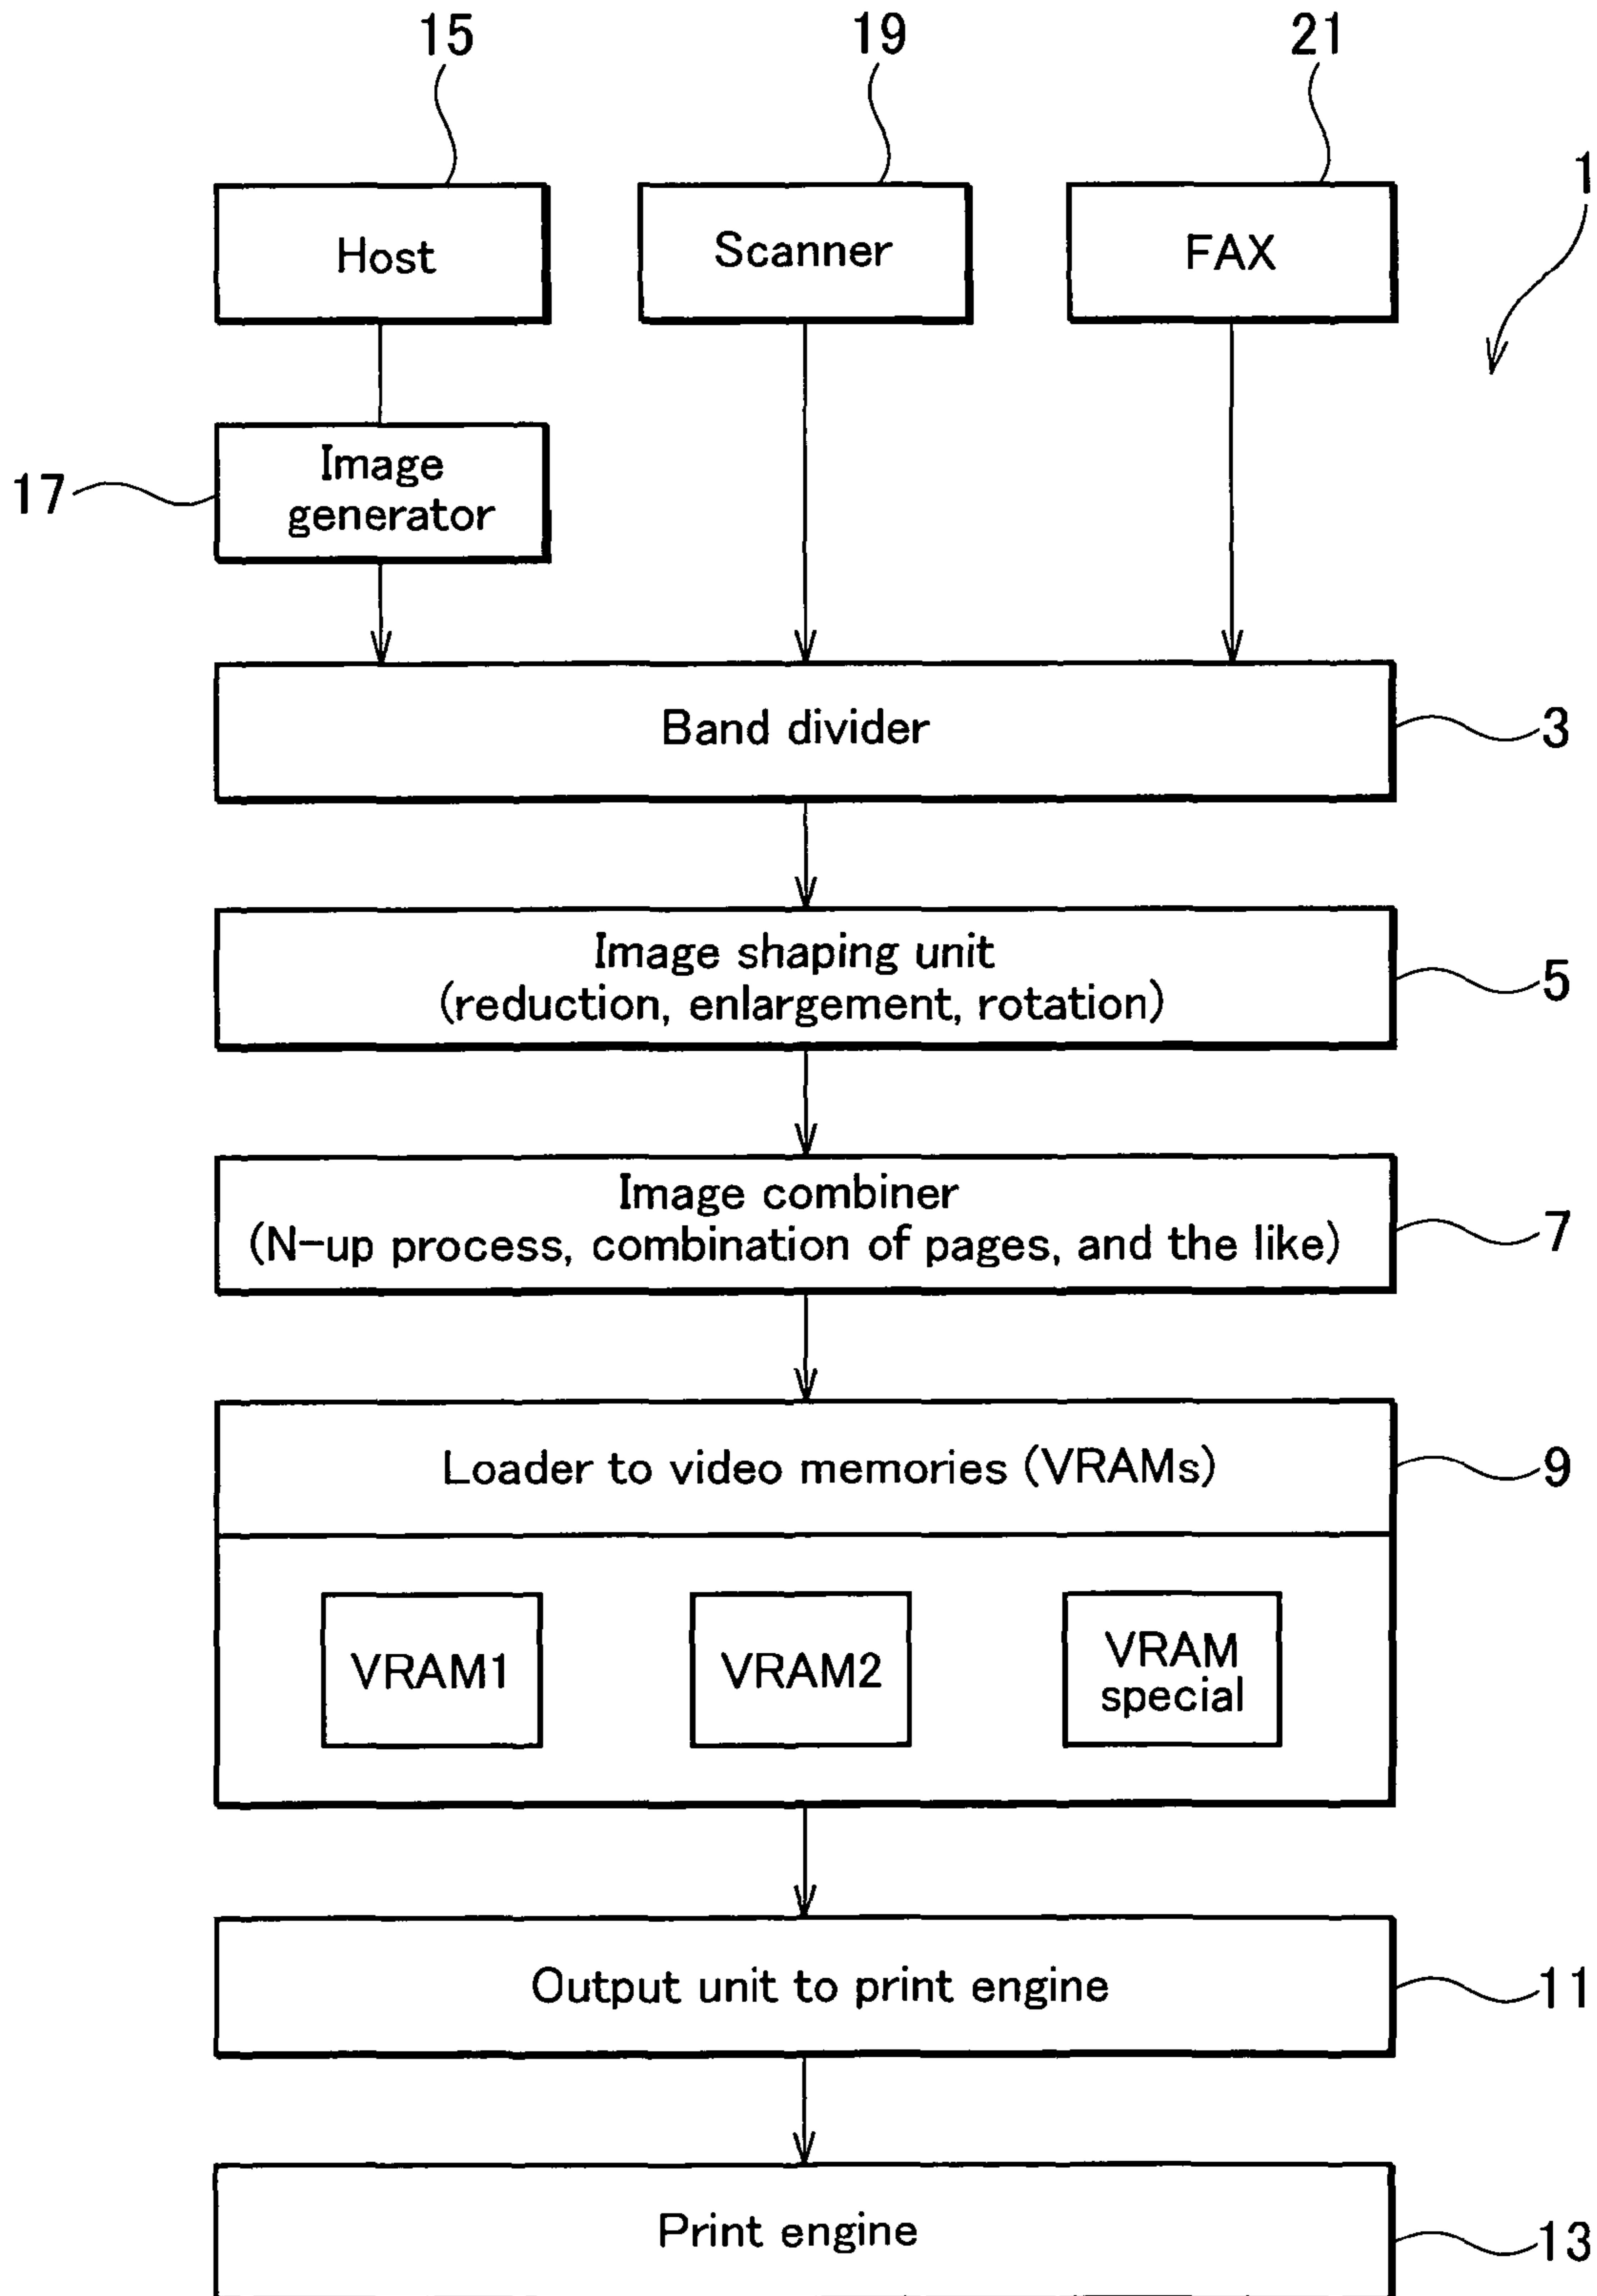 15
19
21
1
Host
Scanner
FAX
17
Image
generator
Band divider
3
Image shaping unit
(reduction, enlargement, rotation)
5
Image combiner
(N-up process, combination of pages, and the like)
7
Loader to video memories (VRAMs)
9
VRAM1
VRAM2
VRAM
special
Output unit to print engine
11
Print engine
13